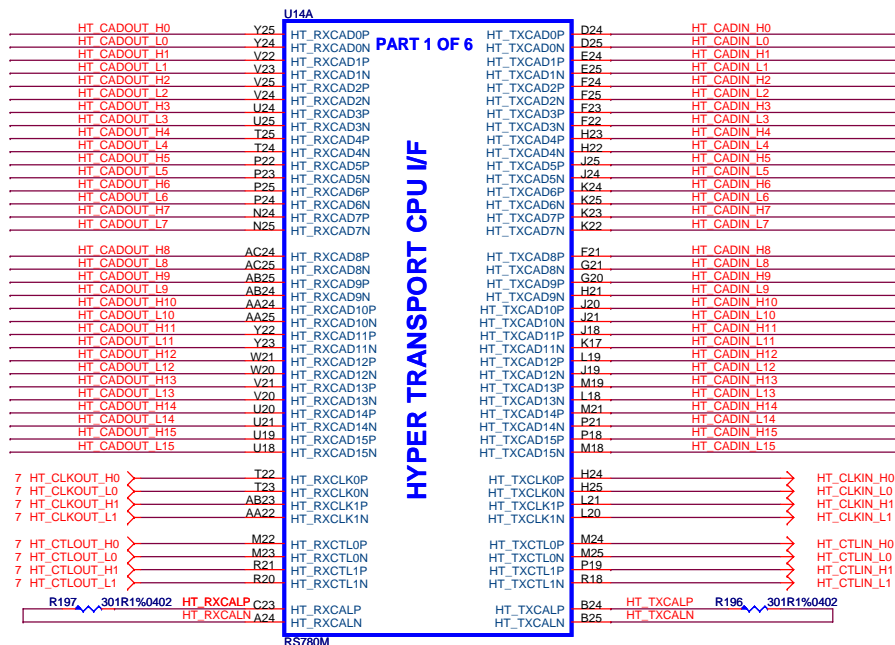 U14A
HT_CADOUT_H0 Y25 HT_RXCAD0P PART 1 OF 6 HT_TXCAD0P D24 HT_CADIN_H0
HT_CADOUT_L0 Y24 HT_RXCAD0N HT_TXCAD0N D25 HT_CADIN_L0
HT_CADOUT_H1 V22 HT_RXCAD1P HT_TXCAD1P E24 HT_CADIN_H1
HT_CADOUT_L1 V23 HT_RXCAD1N HT_TXCAD1N E25 HT_CADIN_L1
HT_CADOUT_H2 V25 HT_RXCAD2P HT_TXCAD2P F24 HT_CADIN_H2
HT_CADOUT_L2 V24 HT_RXCAD2N HT_TXCAD2N F25 HT_CADIN_L2
HT_CADOUT_H3 U24 HT_RXCAD3P HT_TXCAD3P F23 HT_CADIN_H3
HT_CADOUT_L3 U25 HT_RXCAD3N HT_TXCAD3N F22 HT_CADIN_L3
HT_CADOUT_H4 T25 HT_RXCAD4P HT_TXCAD4P H23 HT_CADIN_H4
HT_CADOUT_L4 T24 HT_RXCAD4N HT_TXCAD4N H22 HT_CADIN_L4
HT_CADOUT_H5 P22 HT_RXCAD5P HT_TXCAD5P J25 HT_CADIN_H5
HT_CADOUT_L5 P23 HT_RXCAD5N HT_TXCAD5N J24 HT_CADIN_L5
HT_CADOUT_H6 P25 HT_RXCAD6P HT_TXCAD6P K24 HT_CADIN_H6
HT_CADOUT_L6 P24 HT_RXCAD6N HT_TXCAD6N K25 HT_CADIN_L6
HT_CADOUT_H7 N24 HT_RXCAD7P HT_TXCAD7P K23 HT_CADIN_H7
HT_CADOUT_L7 N25 HT_RXCAD7N HT_TXCAD7N K22 HT_CADIN_L7
HYPER TRANSPORT CPU I/F
HT_CADOUT_H8 AC24 HT_RXCAD8P HT_TXCAD8P F21 HT_CADIN_H8
HT_CADOUT_L8 AC25 HT_RXCAD8N HT_TXCAD8N G21 HT_CADIN_L8
HT_CADOUT_H9 AB25 HT_RXCAD9P HT_TXCAD9P G20 HT_CADIN_H9
HT_CADOUT_L9 AB24 HT_RXCAD9N HT_TXCAD9N H21 HT_CADIN_L9
HT_CADOUT_H10 AA24 HT_RXCAD10P HT_TXCAD10P J20 HT_CADIN_H10
HT_CADOUT_L10 AA25 HT_RXCAD10N HT_TXCAD10N J21 HT_CADIN_L10
HT_CADOUT_H11 Y22 HT_RXCAD11P HT_TXCAD11P J18 HT_CADIN_H11
HT_CADOUT_L11 Y23 HT_RXCAD11N HT_TXCAD11N K17 HT_CADIN_L11
HT_CADOUT_H12 W21 HT_RXCAD12P HT_TXCAD12P L19 HT_CADIN_H12
HT_CADOUT_L12 W20 HT_RXCAD12N HT_TXCAD12N J19 HT_CADIN_L12
HT_CADOUT_H13 V21 HT_RXCAD13P HT_TXCAD13P M19 HT_CADIN_H13
HT_CADOUT_L13 V20 HT_RXCAD13N HT_TXCAD13N L18 HT_CADIN_L13
HT_CADOUT_H14 U20 HT_RXCAD14P HT_TXCAD14P M21 HT_CADIN_H14
HT_CADOUT_L14 U21 HT_RXCAD14N HT_TXCAD14N P21 HT_CADIN_L14
HT_CADOUT_H15 U19 HT_RXCAD15P HT_TXCAD15P P18 HT_CADIN_H15
HT_CADOUT_L15 U18 HT_RXCAD15N HT_TXCAD15N M18 HT_CADIN_L15
7 HT_CLKOUT_H0 T22 HT_RXCLK0P HT_TXCLK0P H24 HT_CLKIN_H0
7 HT_CLKOUT_L0 T23 HT_RXCLK0N HT_TXCLK0N H25 HT_CLKIN_L0
7 HT_CLKOUT_H1 AB23 HT_RXCLK1P HT_TXCLK1P L21 HT_CLKIN_H1
7 HT_CLKOUT_L1 AA22 HT_RXCLK1N HT_TXCLK1N L20 HT_CLKIN_L1
7 HT_CTLOUT_H0 M22 HT_RXCTL0P HT_TXCTL0P M24 HT_CTLIN_H0
7 HT_CTLOUT_L0 M23 HT_RXCTL0N HT_TXCTL0N M25 HT_CTLIN_L0
7 HT_CTLOUT_H1 R21 HT_RXCTL1P HT_TXCTL1P P19 HT_CTLIN_H1
7 HT_CTLOUT_L1 R20 HT_RXCTL1N HT_TXCTL1N R18 HT_CTLIN_L1
R197 301R1%0402 HT_RXCALP C23 HT_RXCALP HT_TXCALP B24 HT_TXCALP R196 301R1%0402
HT_RXCALN A24 HT_RXCALN HT_TXCALN B25 HT_TXCALN
RS780M